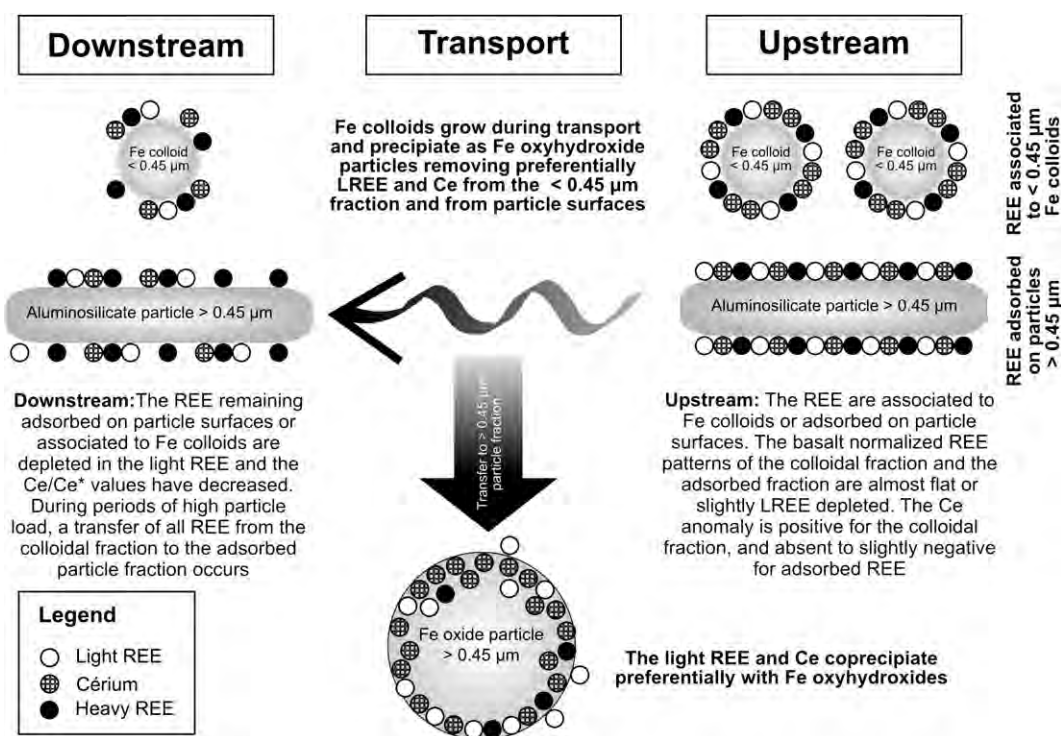 Downstream
Transport
Upstream
Fe colloid
< 0.45 µm
Fe colloids grow during transport
and precipiate as Fe oxyhydroxide
particles removing preferentially
LREE and Ce from the < 0.45 µm
fraction and from particle surfaces
Fe colloid
< 0.45 µm
Fe colloid
< 0.45 µm
REE associated
to < 0.45 µm
Fe colloids
Aluminosilicate particle > 0.45 µm
Aluminosilicate particle > 0.45 µm
REE adsorbed
on particles
> 0.45 µm
Transfer to > 0.45 µm
particle fraction
Downstream:The REE remaining
adsorbed on particle surfaces or
associated to Fe colloids are
depleted in the light REE and the
Ce/Ce* values have decreased.
During periods of high particle
load, a transfer of all REE from the
colloidal fraction to the adsorbed
particle fraction occurs
Upstream: The REE are associated to
Fe colloids or adsorbed on particle
surfaces. The basalt normalized REE
patterns of the colloidal fraction and the
adsorbed fraction are almost flat or
slightly LREE depleted. The Ce
anomaly is positive for the colloidal
fraction, and absent to slightly negative
for adsorbed REE
Legend
Light REE
Cérium
Heavy REE
Fe oxide particle
> 0.45 µm
The light REE and Ce coprecipiate
preferentially with Fe oxyhydroxides